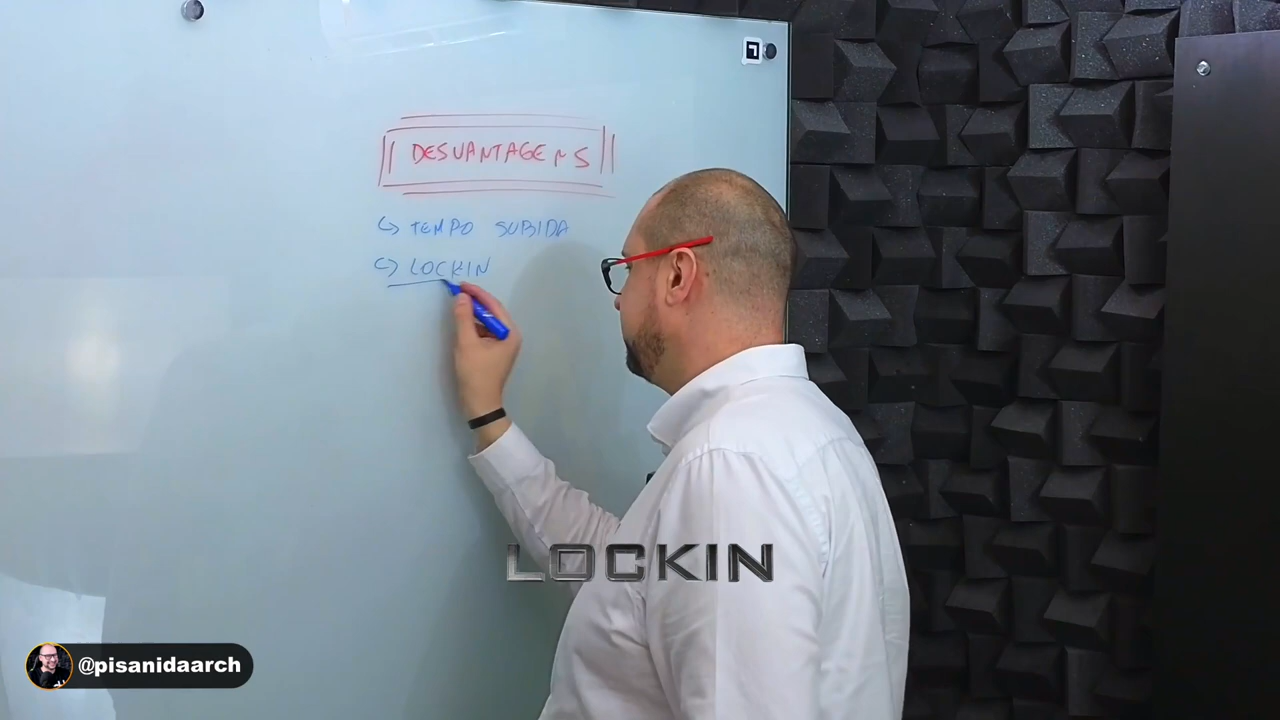 DESVANTAGENS
↳ TEMPO SUBIDA
↳ LOCKIN
LOCKIN
@pisanidaarch